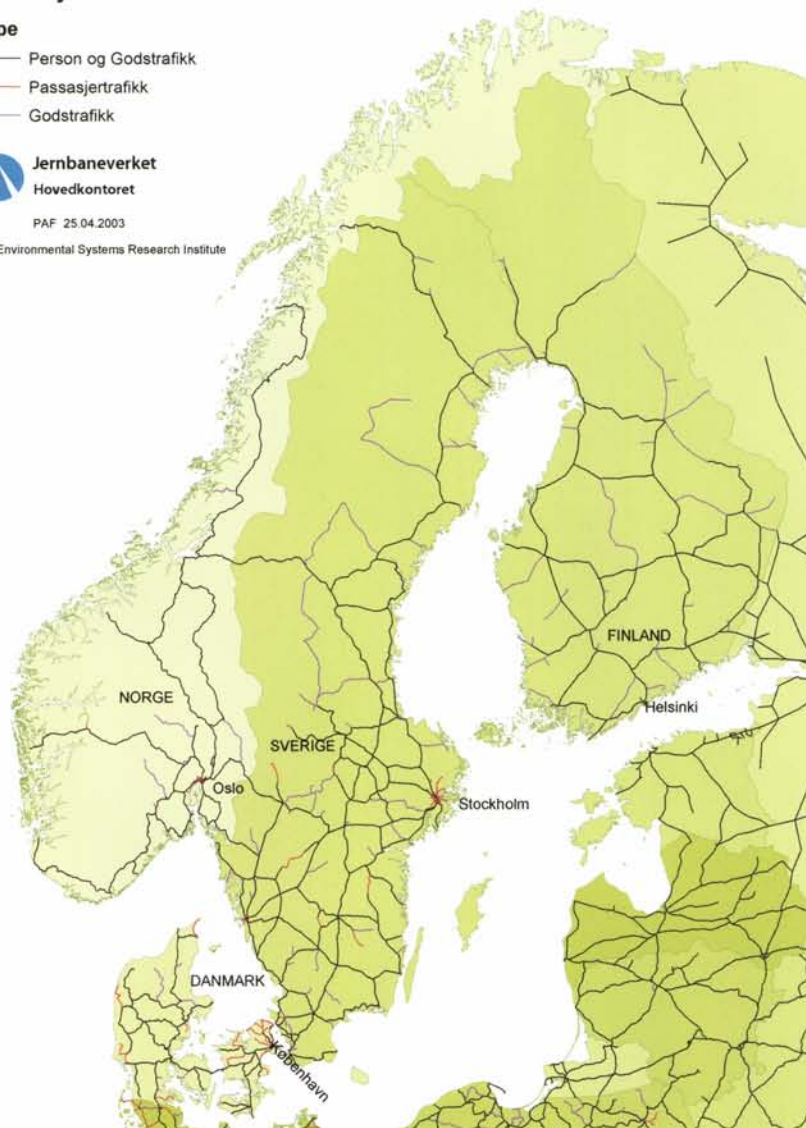 pe
Person og Godstrafikk
Passasjertrafikk
Godstrafikk
Jernbaneverket
Hovedkontoret
PAF 25.04.2003
Environmental Systems Research Institute
FINLAND
NORGE
Helsinki
SVERIGE
Oslo
Stockholm
DANMARK
København